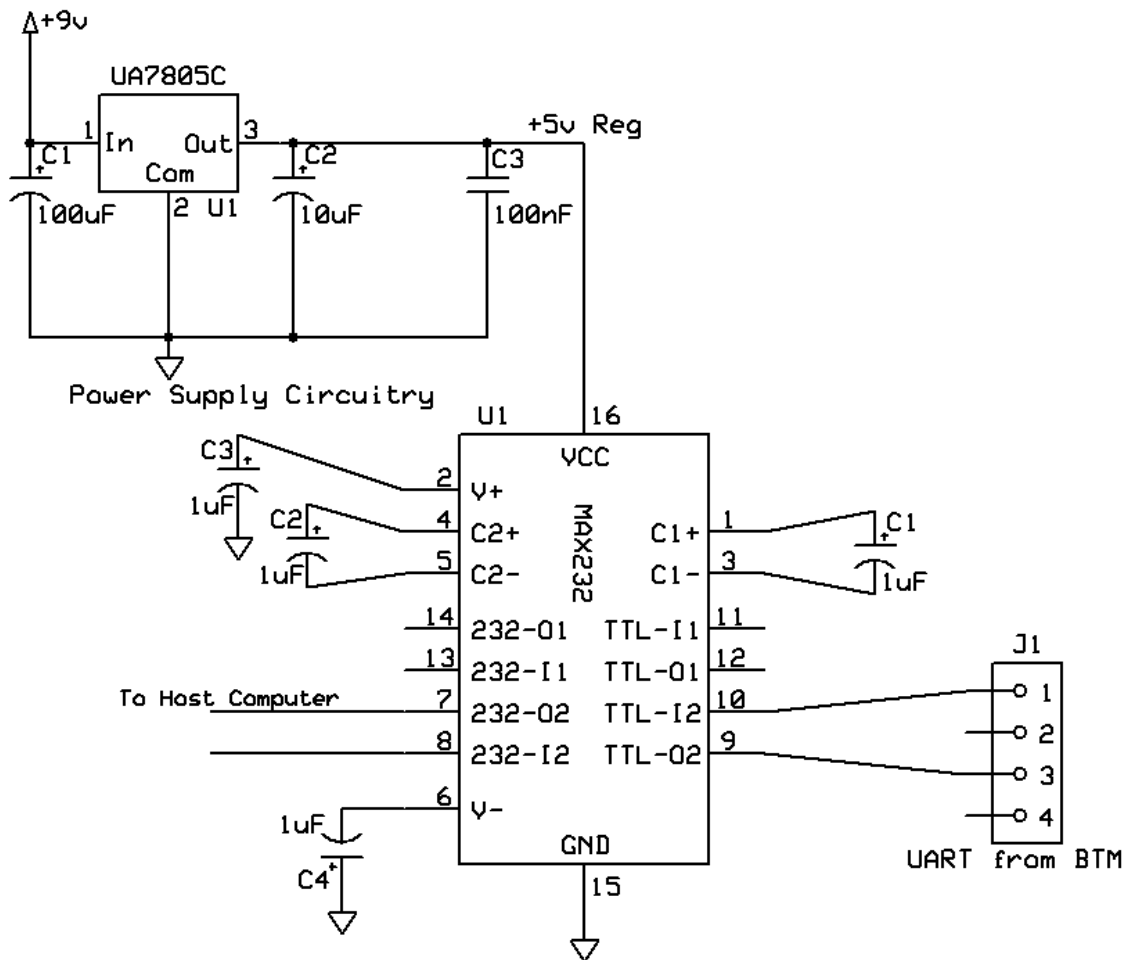 +9v
UA7805C
1 In Out 3
Com
2 U1
C1
+
100uF
C2
+
10uF
C3
100nF
+5v Reg
Power Supply Circuitry
U1
16
VCC
MAX232
C3
+
1uF
2 V+
C2
+
1uF
4 C2+
5 C2-
C1+ 1
C1- 3
C1
+
1uF
14 232-O1 TTL-I1 11
13 232-I1 TTL-O1 12
To Host Computer
7 232-O2 TTL-I2 10
8 232-I2 TTL-O2 9
6 V-
1uF
C4
+
GND
15
J1
1
2
3
4
UART from BTM